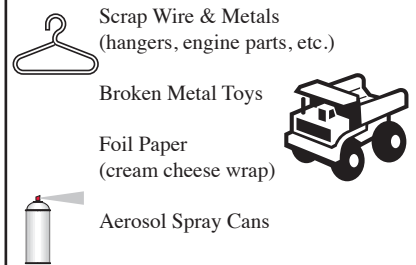 Scrap Wire & Metals
(hangers, engine parts, etc.)
Broken Metal Toys
Foil Paper
(cream cheese wrap)
Aerosol Spray Cans